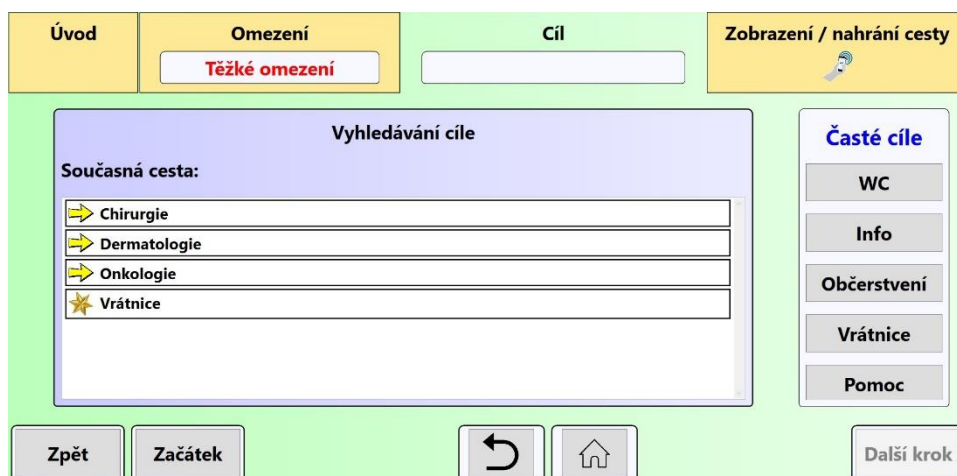 Úvod
Omezení
Těžké omezení
Cíl
Zobrazení / nahrání cesty
Vyhledávání cíle
Současná cesta:
Chirurgie
Dermatologie
Onkologie
Vrátnice
Časté cíle
WC
Info
Občerstvení
Vrátnice
Pomoc
Zpět
Začátek
Další krok